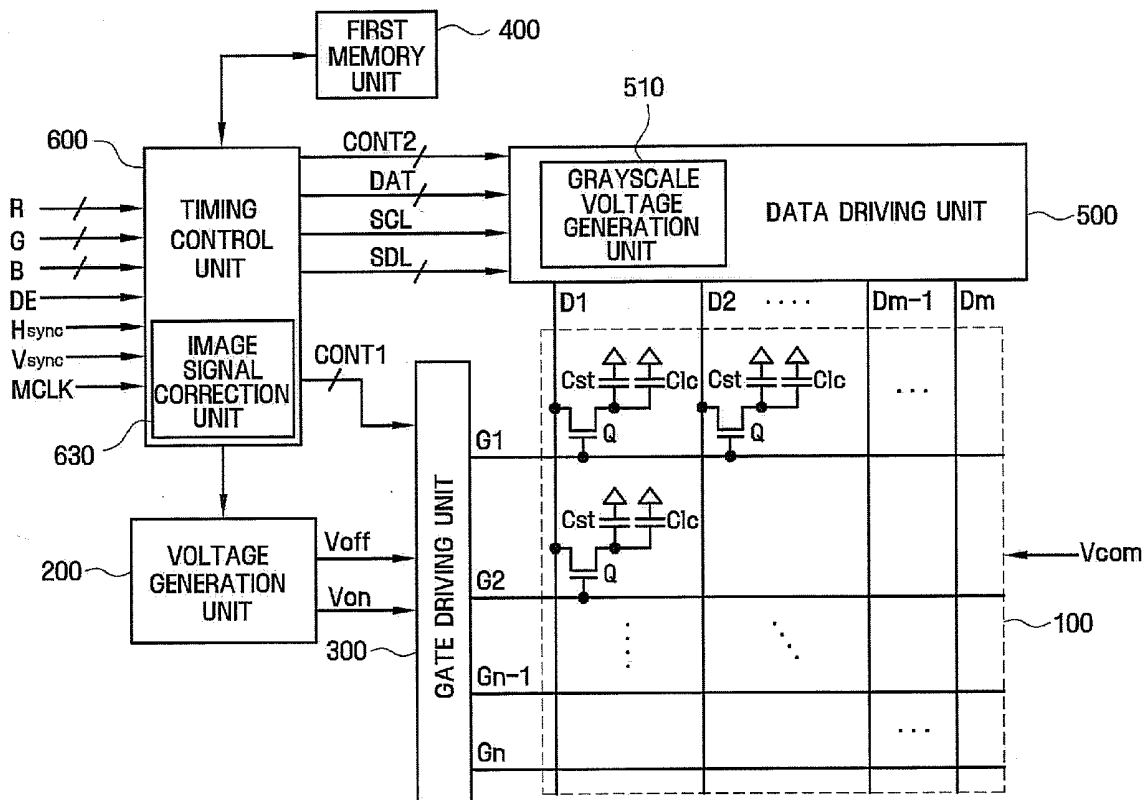 FIRST
MEMORY
UNIT
400
510
600
CONT2
DAT
SCL
SDL
TIMING
CONTROL
UNIT
GRAYSCALE
VOLTAGE
GENERATION
UNIT
DATA DRIVING UNIT
500
R
G
B
DE
Hsync
Vsync
MCLK
IMAGE
SIGNAL
CORRECTION
UNIT
630
CONT1
D1
D2
....
Dm-1
Dm
Cst
Clc
Q
Cst
Clc
Q
...
G1
VOLTAGE
GENERATION
UNIT
200
Voff
Von
GATE DRIVING UNIT
300
Cst
Clc
Q
G2
Vcom
100
Gn-1
Gn
...